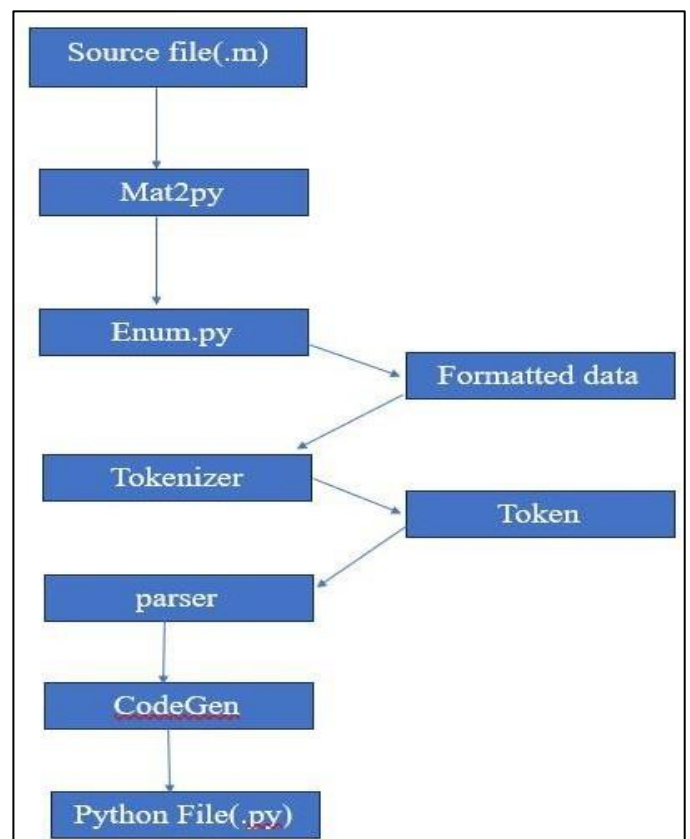 Source file(.m)
Mat2py
Enum.py
Formatted data
Tokenizer
Token
parser
CodeGen
Python File(.py)